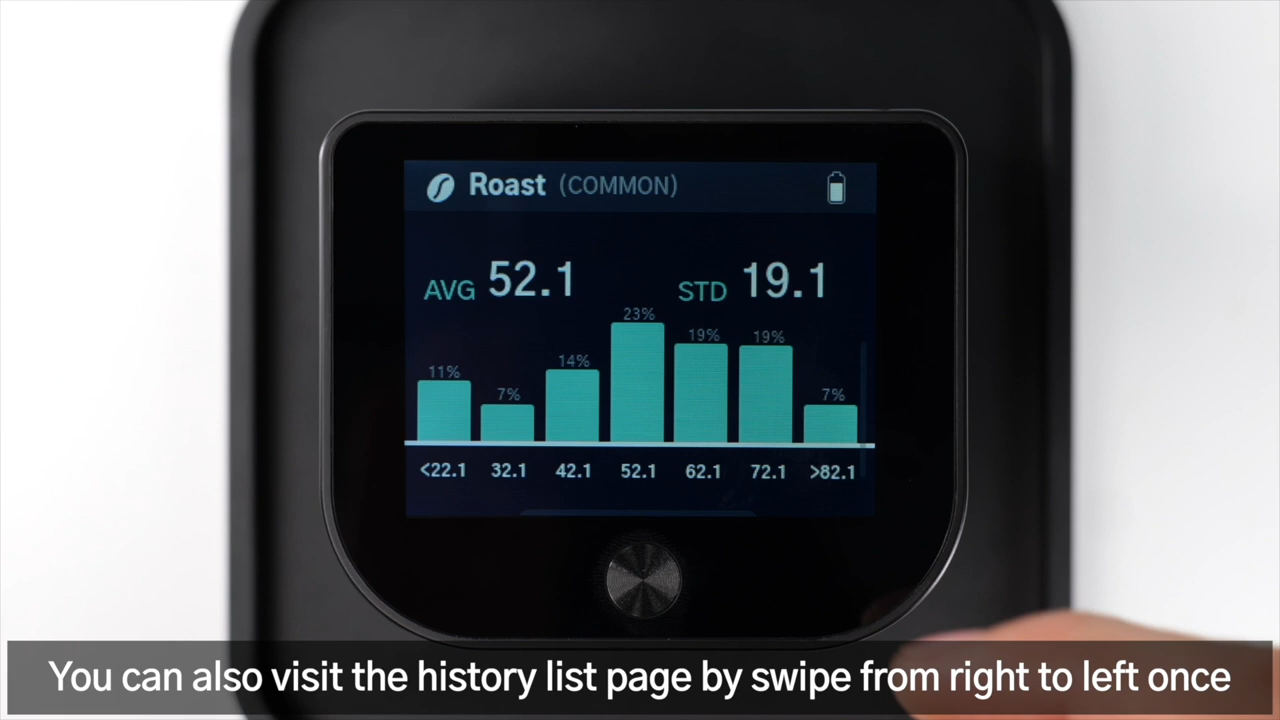 Roast (COMMON)
AVG 52.1 STD 19.1
11% 7% 14% 23% 19% 19% 7%
<22.1 32.1 42.1 52.1 62.1 72.1 >82.1
You can also visit the history list page by swipe from right to left once